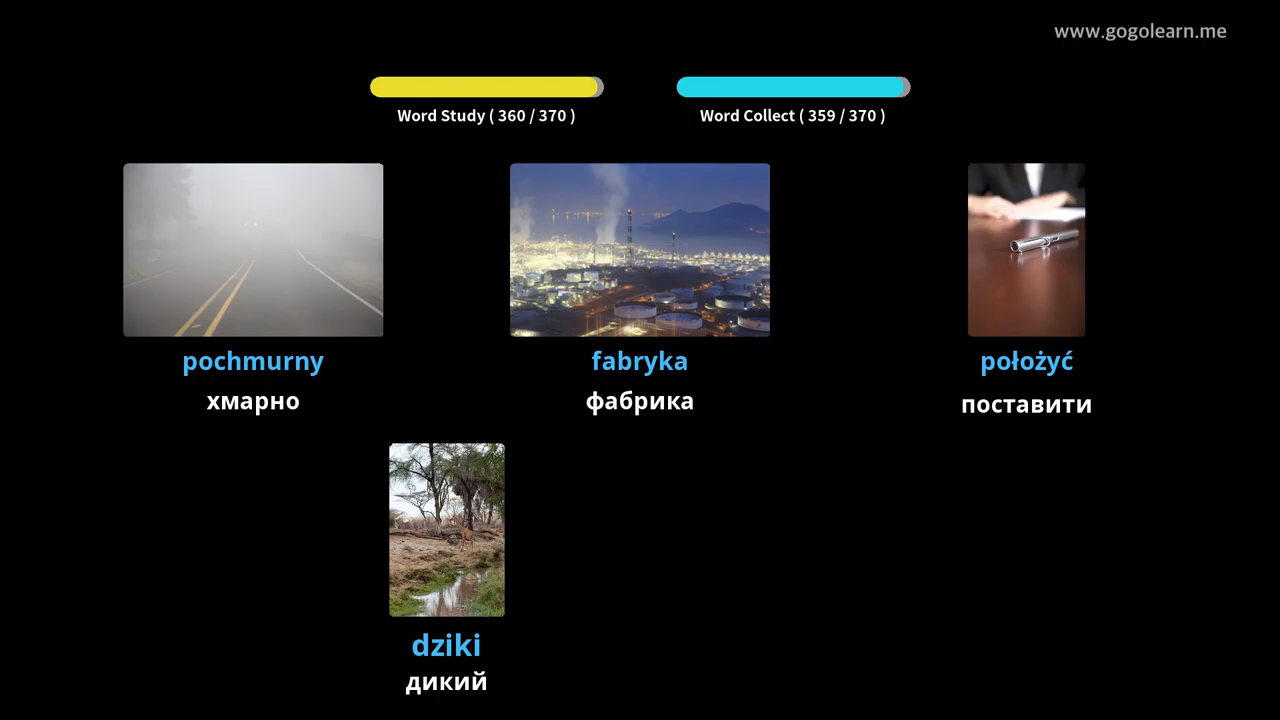 www.gogolearn.me
Word Study ( 360 / 370 )
Word Collect ( 359 / 370 )
pochmurny
хмарно
fabryka
фабрика
położyć
поставити
dziki
дикий